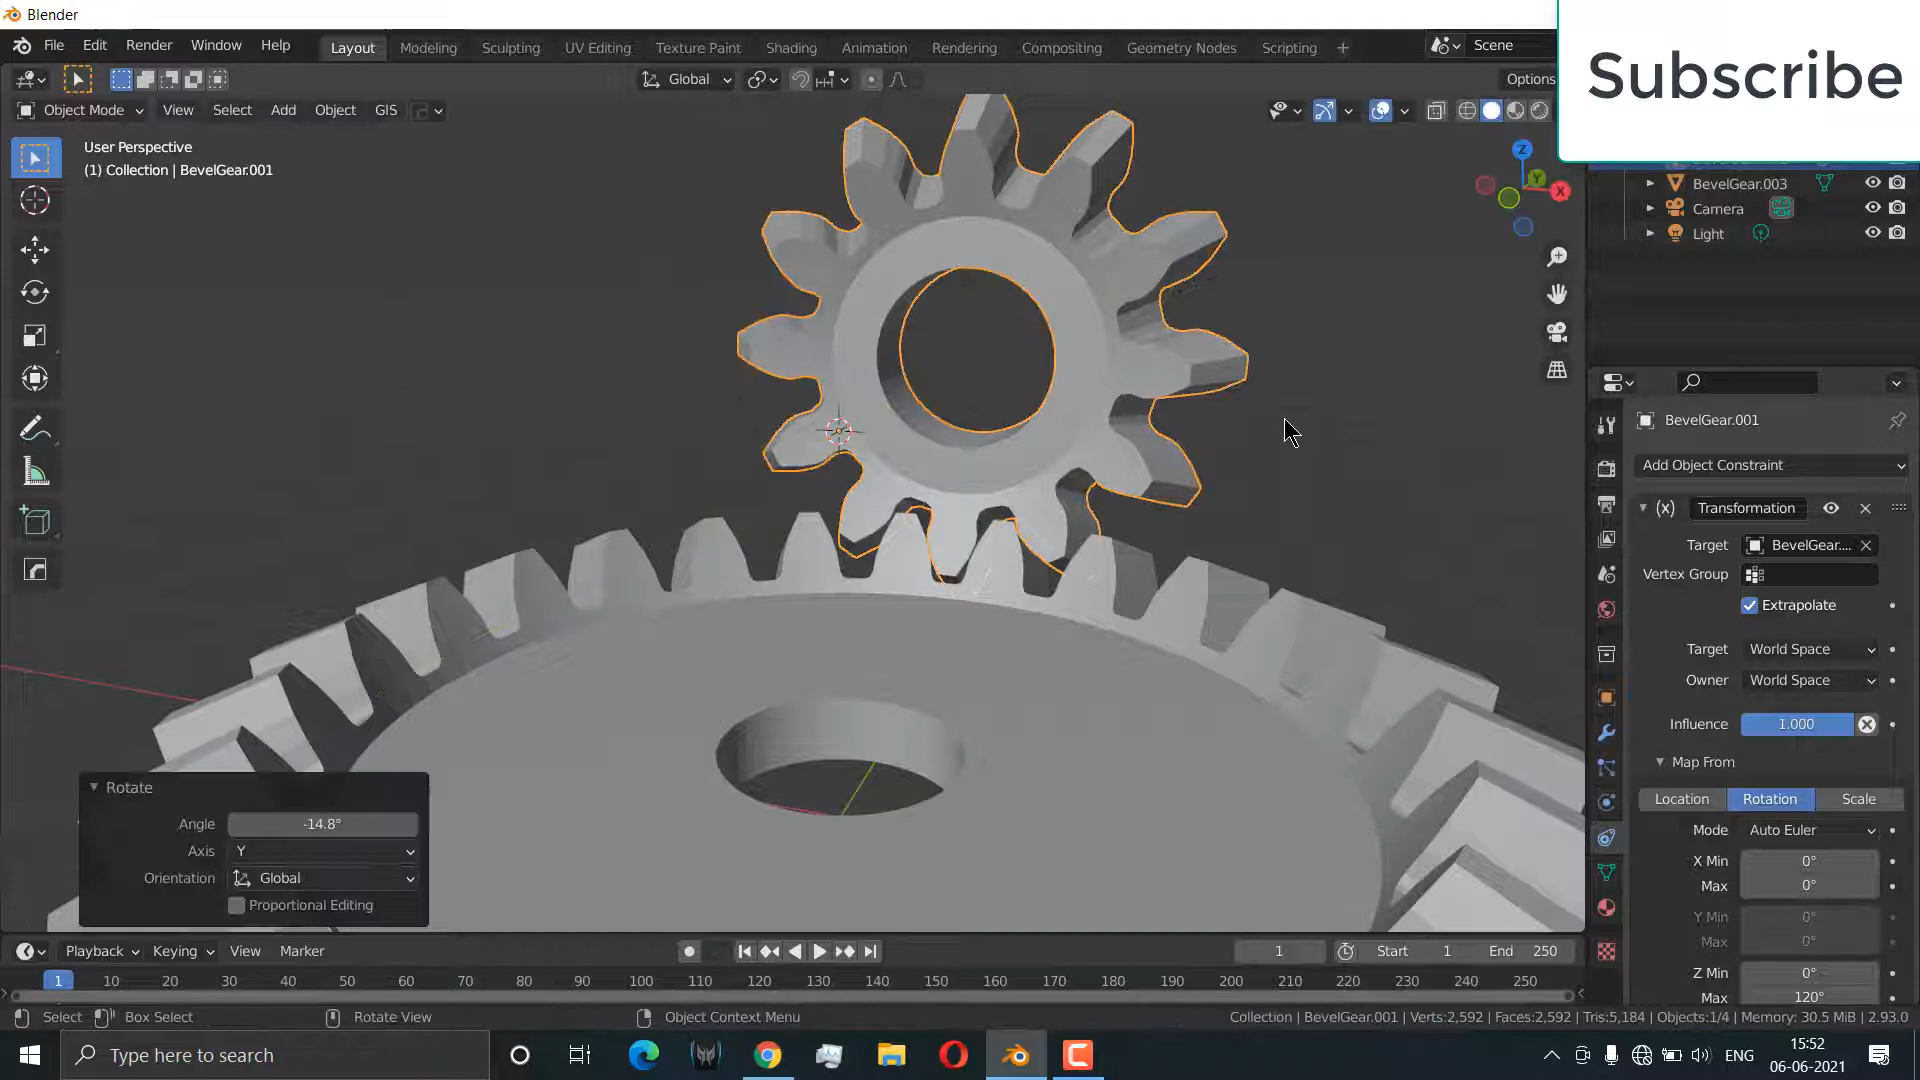 Blender
File Edit Render Window Help Layout Modeling Sculpting UV Editing Texture Paint Shading Animation Rendering Compositing Geometry Nodes Scripting + Scene
Subscribe
Global Options
Object Mode View Select Add Object GIS
User Perspective
(1) Collection | BevelGear.001
Z
Y
X
BevelGear.003
Camera
Light
BevelGear.001
Add Object Constraint
(x) Transformation
Target BevelGear....
Vertex Group
Extrapolate
Target World Space
Owner World Space
Influence 1.000
Map From
Location Rotation Scale
Mode Auto Euler
X Min 0°
Max 0°
Y Min 0°
Max 0°
Z Min 0°
Max 120°
Rotate
Angle -14.8°
Axis Y
Orientation Global
Proportional Editing
Playback Keying View Marker 1 Start 1 End 250
1 10 20 30 40 50 60 70 80 90 100 110 120 130 140 150 160 170 180 190 200 210 220 230 240 250
Select Box Select Rotate View Object Context Menu Collection | BevelGear.001 | Verts:2,592 | Faces:2,592 | Tris:5,184 | Objects:1/4 | Memory: 30.5 MiB | 2.93.0
Type here to search
ENG
15:52
06-06-2021